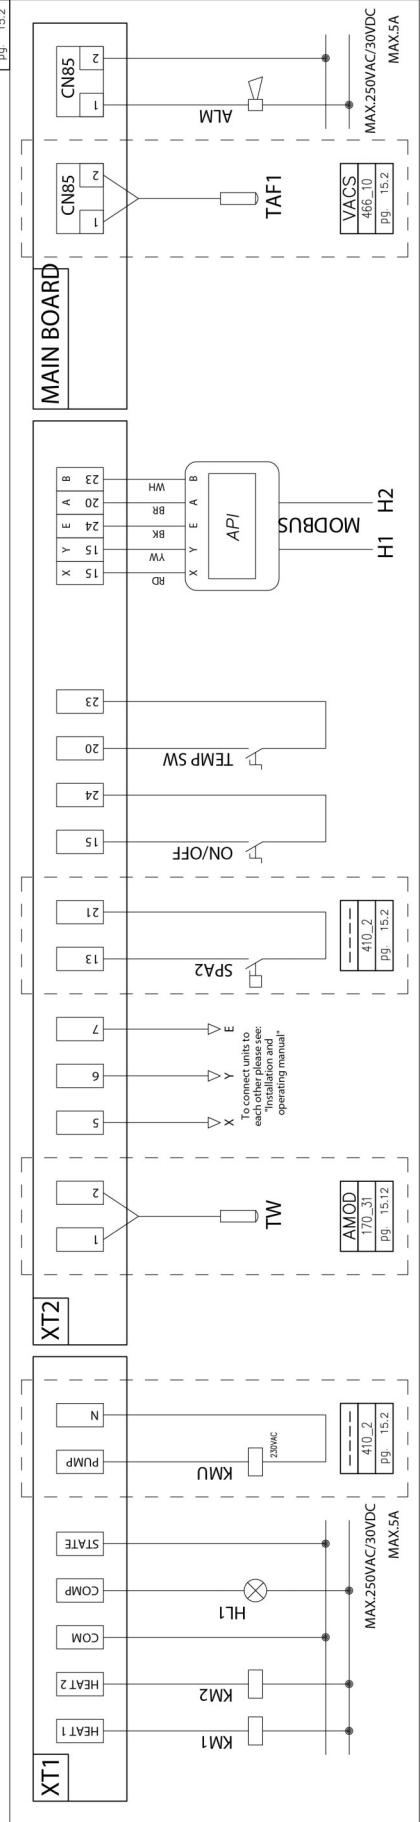 pg. 15.2
XT1
HEAT 1
HEAT 2
COM
COMP
STATE
PUMP
N
KM1
KM2
HL1
KMU
230VAC
MAX.250VAC/30VDC
MAX.5A
-----
410_2
pg. 15.2
XT2
1
2
TW
AMOD
170_31
pg. 15.12
5
6
7
X
Y
E
To connect units to
each other please see:
"Installation and
operating manual"
13
21
SPA2
-----
410_2
pg. 15.2
15
24
ON/OFF
20
23
TEMP SW
X Y E A B
15 15 24 20 23
RD YW BK BR WH
X Y E A B
API
MODBUS
H1
H2
MAIN BOARD
CN85
1
2
TAF1
VACS
466_10
pg. 15.2
CN85
1
2
ALM
MAX.250VAC/30VDC
MAX.5A